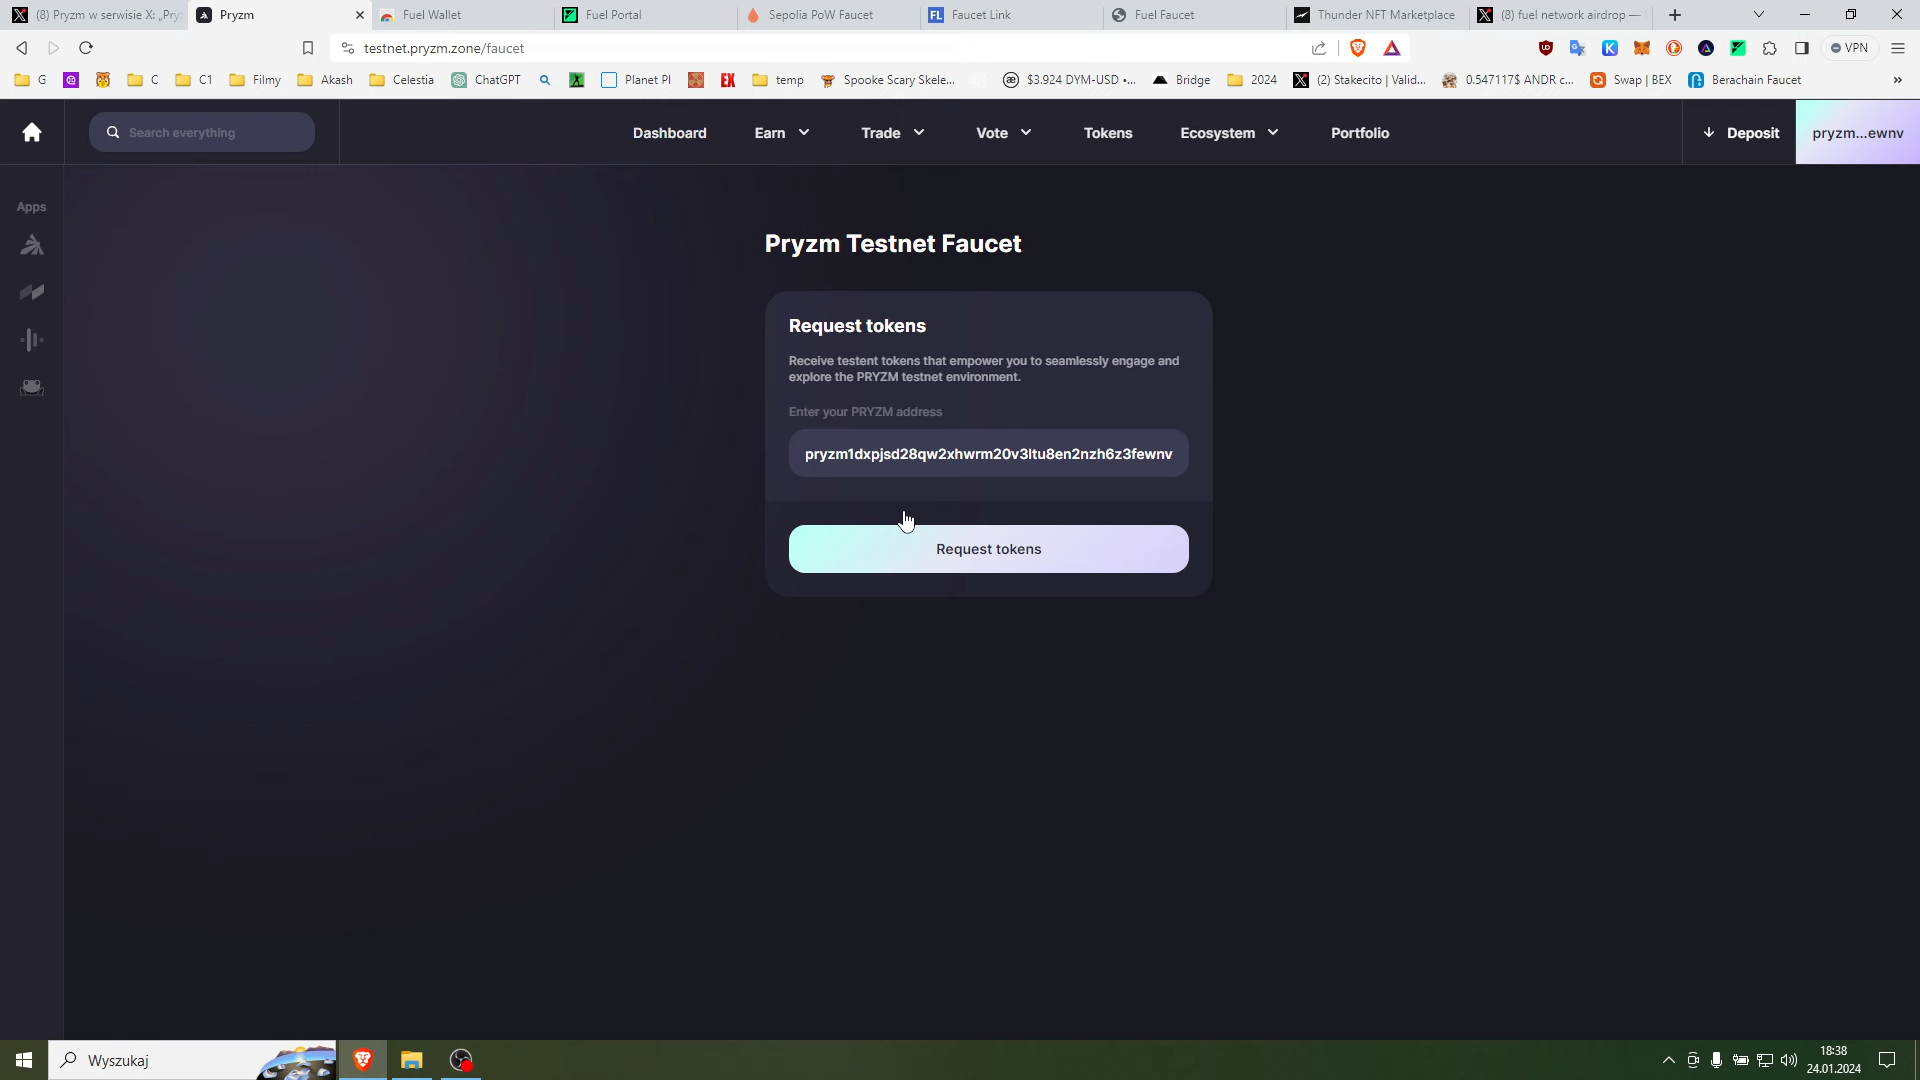 (8) Pryzm w serwisie X: „Pryz
Pryzm
Fuel Wallet
Fuel Portal
Sepolia PoW Faucet
FL Faucet Link
Fuel Faucet
Thunder NFT Marketplace
(8) fuel network airdrop —
testnet.pryzm.zone/faucet
VPN
G
C
C1
Filmy
Akash
Celestia
ChatGPT
Planet PI
EX
temp
Spooke Scary Skele...
$3.924 DYM-USD •...
Bridge
2024
(2) Stakecito | Valid...
0.547117$ ANDR c...
Swap | BEX
Berachain Faucet
»
Search everything
Dashboard
Earn
Trade
Vote
Tokens
Ecosystem
Portfolio
Deposit
pryzm...ewnv
Apps
Pryzm Testnet Faucet
Request tokens
Receive testent tokens that empower you to seamlessly engage and
explore the PRYZM testnet environment.
Enter your PRYZM address
pryzm1dxpjsd28qw2xhwrm20v3ltu8en2nzh6z3fewnv
Request tokens
Wyszukaj
18:38
24.01.2024